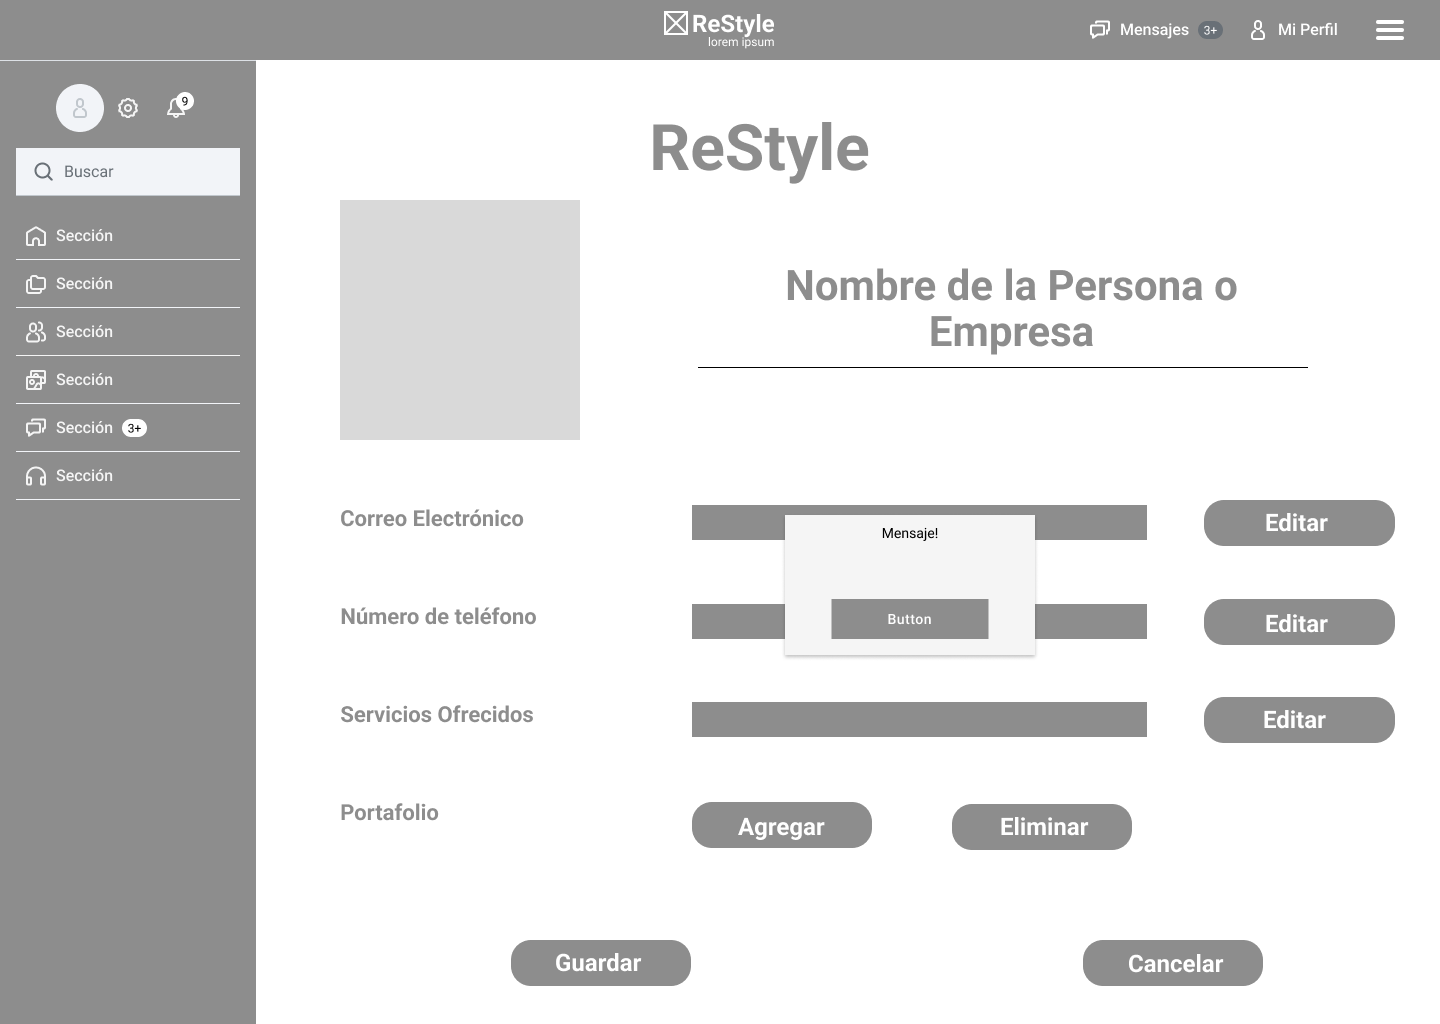 ReStyle
lorem ipsum
Mensajes 3+
Mi Perfil
9
Buscar
Sección
Sección
Sección
Sección
Sección 3+
Sección
ReStyle
Nombre de la Persona o
Empresa
Correo Electrónico
Editar
Mensaje!
Button
Número de teléfono
Editar
Servicios Ofrecidos
Editar
Portafolio
Agregar
Eliminar
Guardar
Cancelar